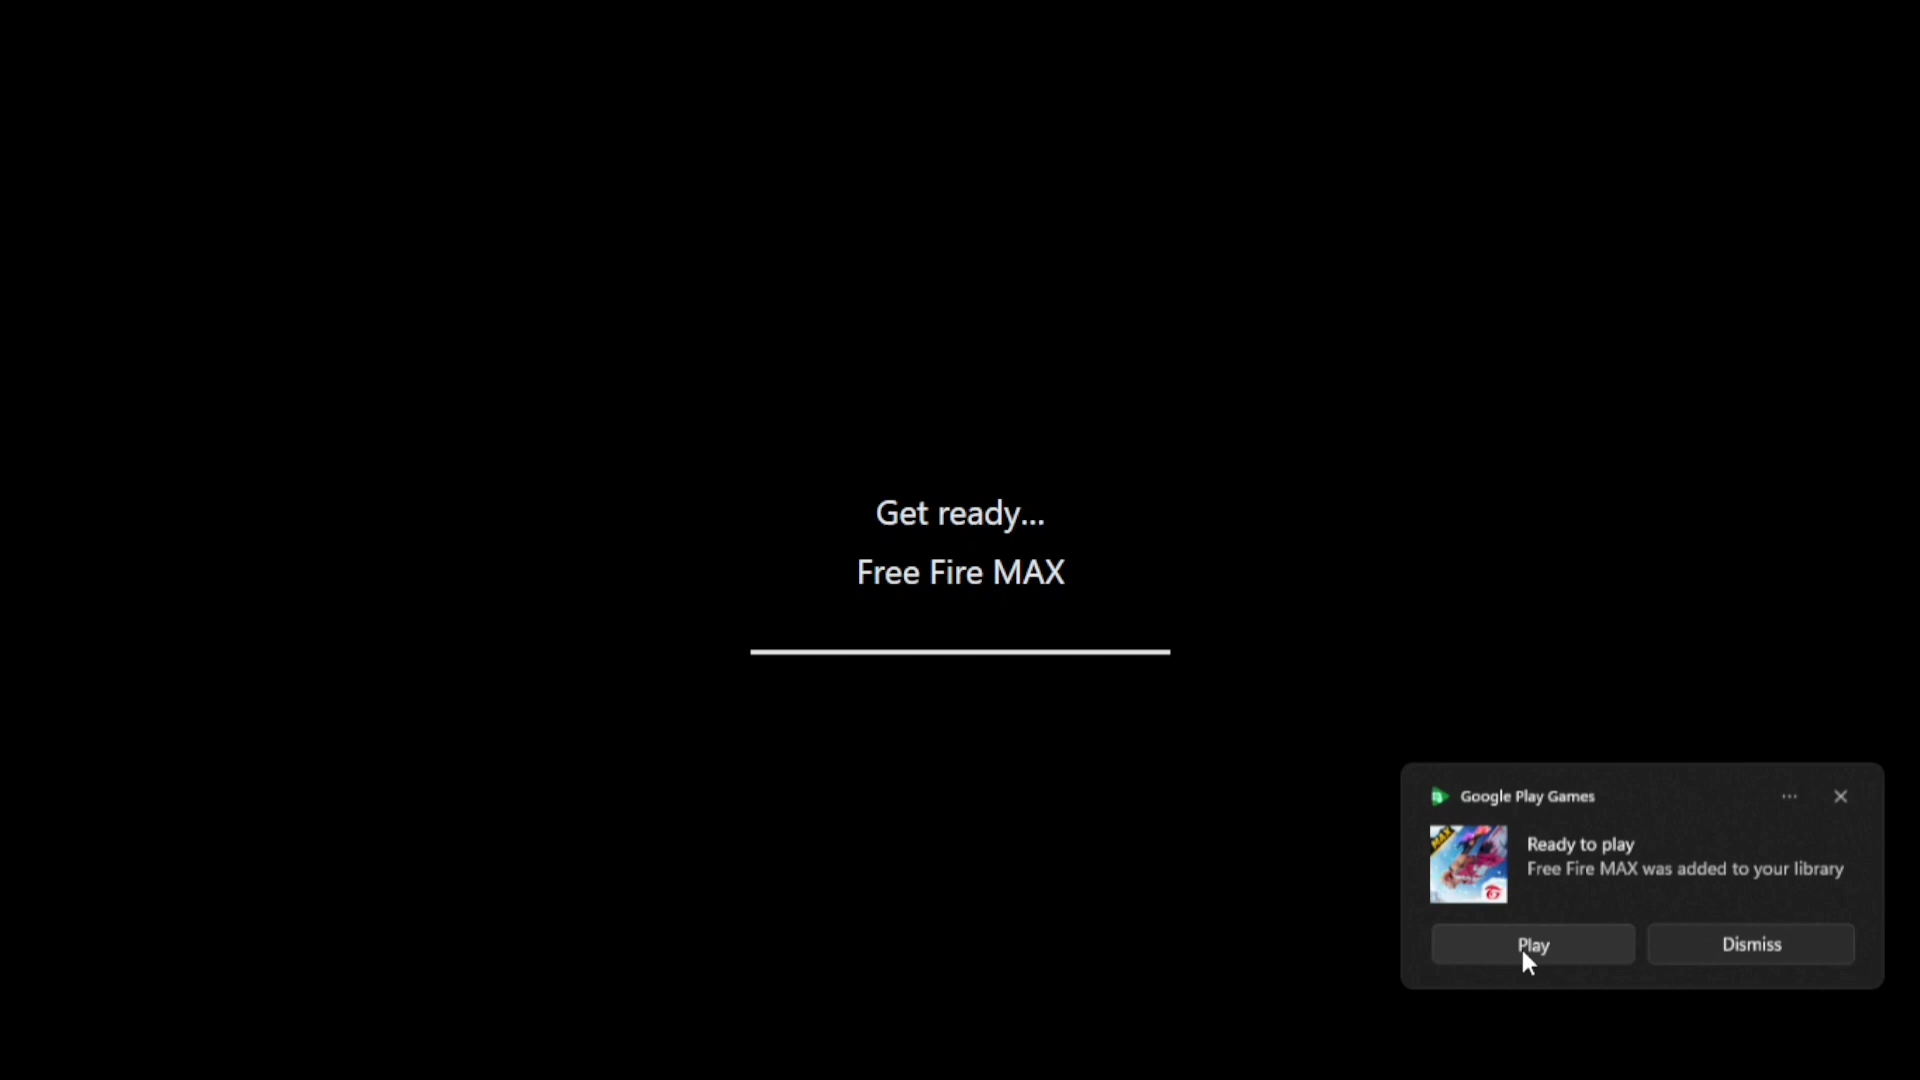 Get ready...
Free Fire MAX
Google Play Games
MAX
Ready to play
Free Fire MAX was added to your library
Play
Dismiss